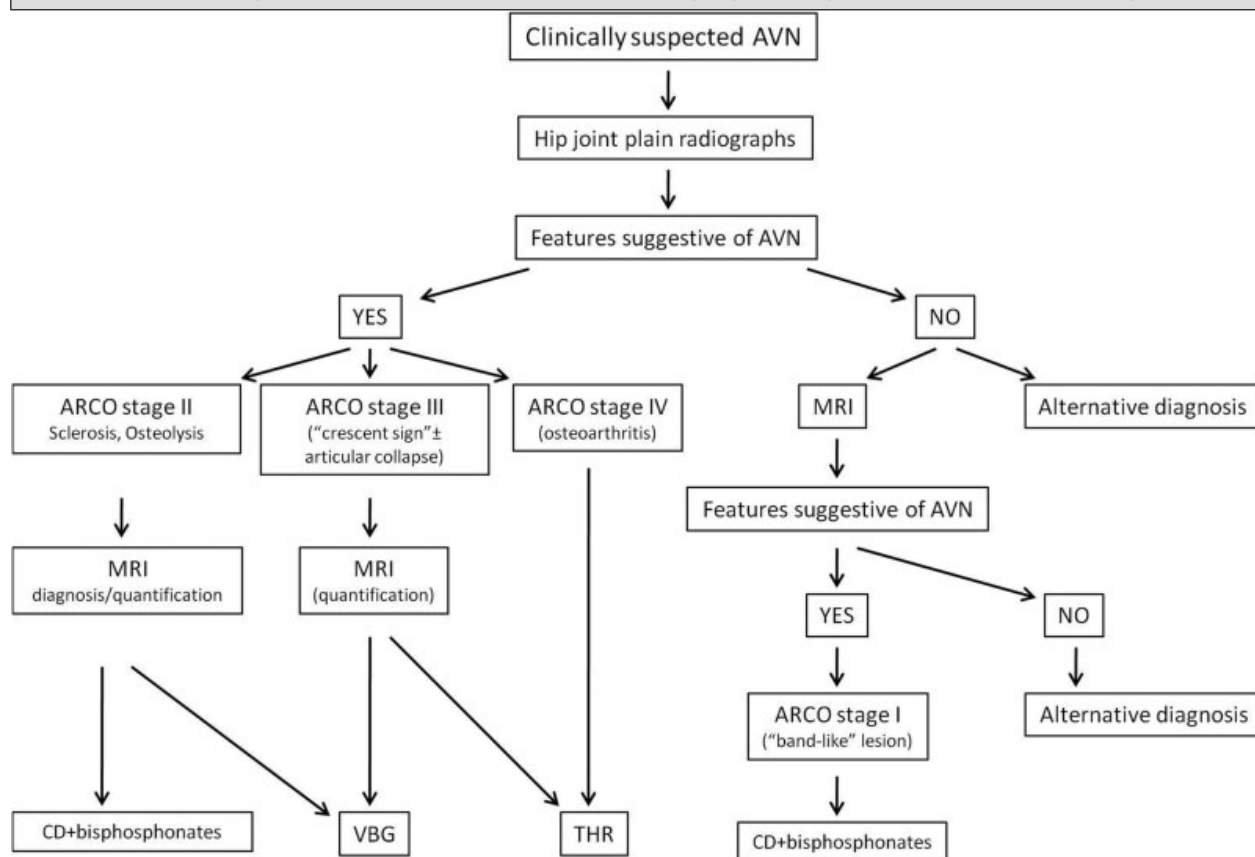 Clinically suspected AVN
Hip joint plain radiographs
Features suggestive of AVN
YES
NO
ARCO stage II
Sclerosis, Osteolysis
ARCO stage III
("crescent sign"±
articular collapse)
ARCO stage IV
(osteoarthritis)
MRI
Alternative diagnosis
Features suggestive of AVN
MRI
diagnosis/quantification
MRI
(quantification)
YES
NO
ARCO stage I
("band-like" lesion)
Alternative diagnosis
CD+bisphosphonates
VBG
THR
CD+bisphosphonates